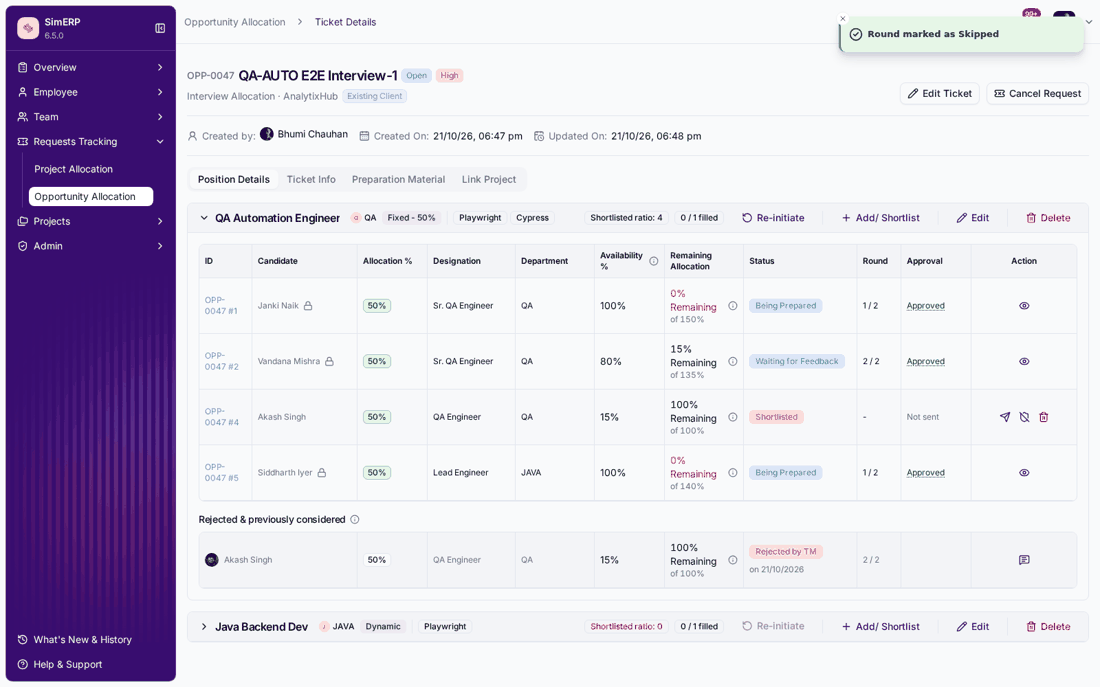 SimERP
6.5.0
Overview
Employee
Team
Requests Tracking
Project Allocation
Opportunity Allocation
Projects
Admin
What's New & History
Help & Support
Opportunity Allocation > Ticket Details
99+
Round marked as Skipped
OPP-0047 QA-AUTO E2E Interview-1 Open High
Interview Allocation · AnalytixHub Existing Client
Edit Ticket Cancel Request
Created by: Bhumi Chauhan Created On: 21/10/26, 06:47 pm Updated On: 21/10/26, 06:48 pm
Position Details Ticket Info Preparation Material Link Project
QA Automation Engineer QA Fixed - 50% Playwright Cypress Shortlisted ratio: 4 0 / 1 filled Re-initiate Add/ Shortlist Edit Delete
ID Candidate Allocation % Designation Department Availability % Remaining Allocation Status Round Approval Action
OPP-0047 #1 Janki Naik 50% Sr. QA Engineer QA 100% 0% Remaining of 150% Being Prepared 1 / 2 Approved
OPP-0047 #2 Vandana Mishra 50% Sr. QA Engineer QA 80% 15% Remaining of 135% Waiting for Feedback 2 / 2 Approved
OPP-0047 #4 Akash Singh 50% QA Engineer QA 15% 100% Remaining of 100% Shortlisted - Not sent
OPP-0047 #5 Siddharth Iyer 50% Lead Engineer JAVA 100% 0% Remaining of 140% Being Prepared 1 / 2 Approved
Rejected & previously considered
Akash Singh 50% QA Engineer QA 15% 100% Remaining of 100% Rejected by TM on 21/10/2026 2 / 2
Java Backend Dev JAVA Dynamic Playwright Shortlisted ratio: 0 0 / 1 filled Re-initiate Add/ Shortlist Edit Delete